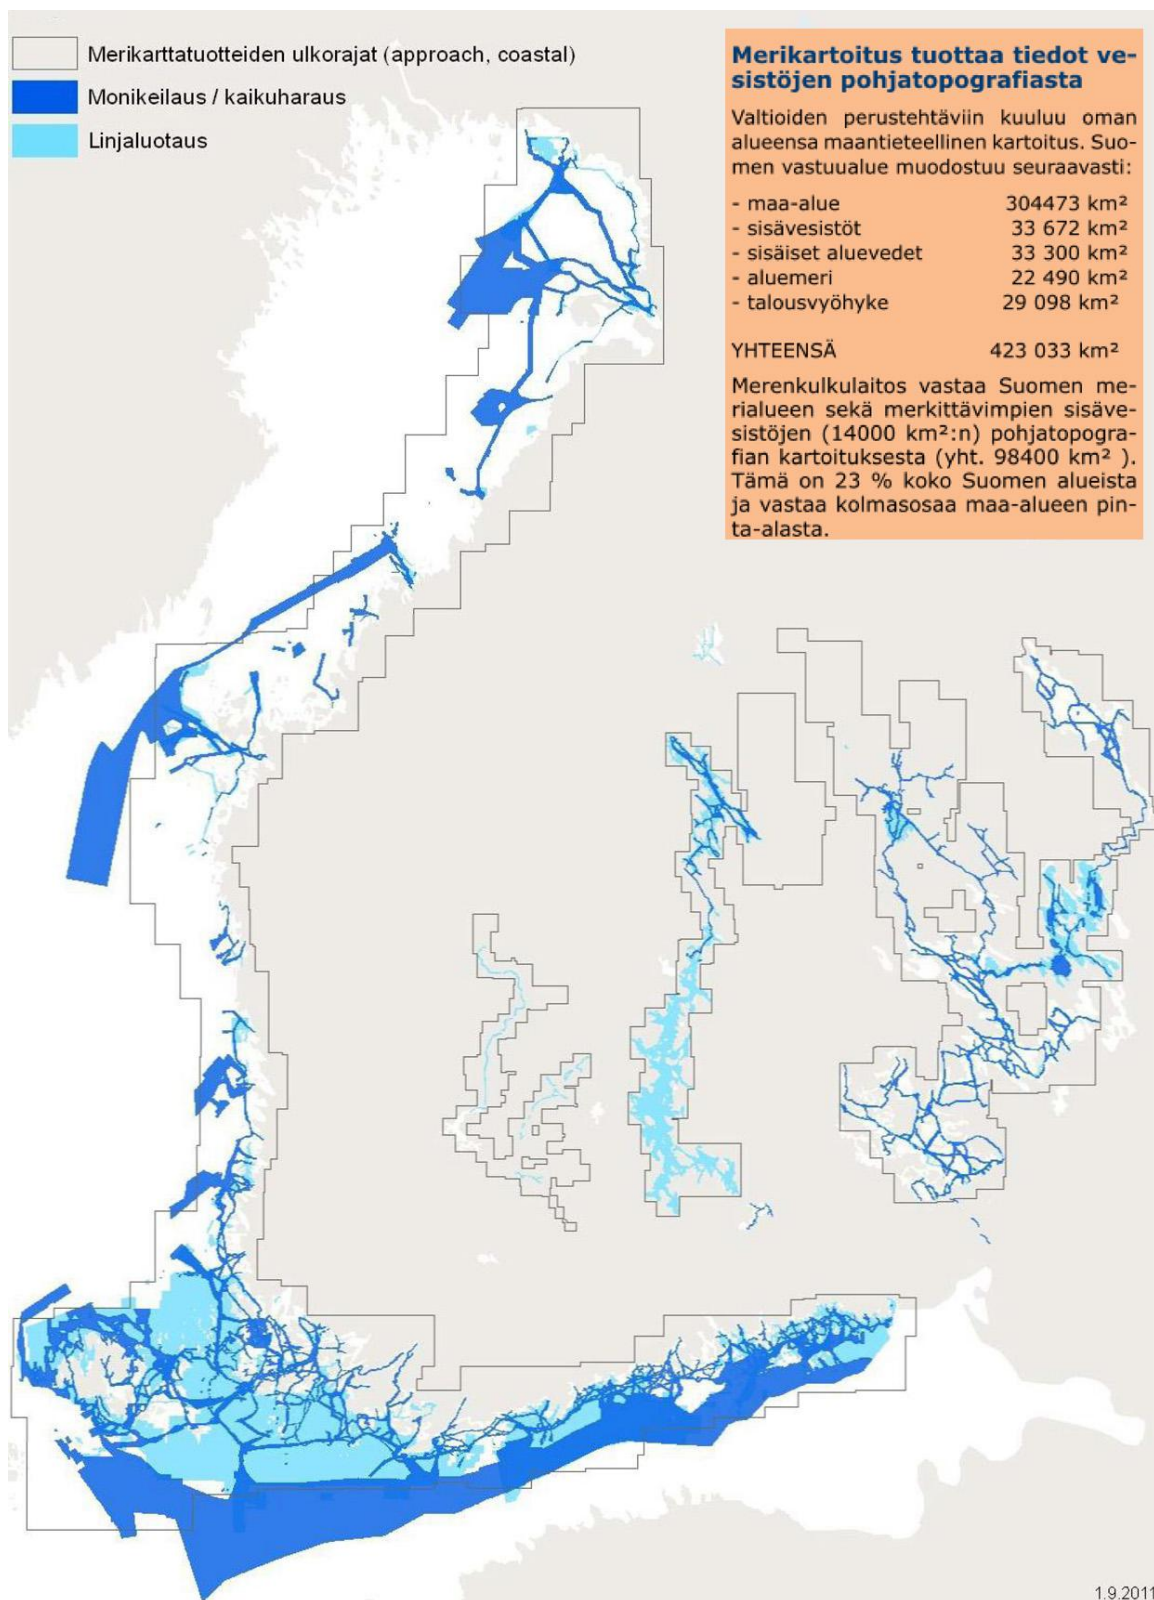 Merikarttatuotteiden ulkorajat (approach, coastal)
Monikeilaus / kaikuharaus
Linjaluotaus
Merikartoitus tuottaa tiedot ve-
sistöjen pohjatopografiasta
Valtioiden perustehtäviin kuuluu oman
alueensa maantieteellinen kartoitus. Suo-
men vastuualue muodostuu seuraavasti:
- maa-alue 304473 km²
- sisävesistöt 33 672 km²
- sisäiset aluevedet 33 300 km²
- aluemeri 22 490 km²
- talousvyöhyke 29 098 km²
YHTEENSÄ 423 033 km²
Merenkulkulaitos vastaa Suomen me-
rialueen sekä merkittävimpien sisäve-
sistöjen (14000 km²:n) pohjatopogra-
fian kartoituksesta (yht. 98400 km² ).
Tämä on 23 % koko Suomen alueista
ja vastaa kolmasosaa maa-alueen pin-
ta-alasta.
1.9.2011